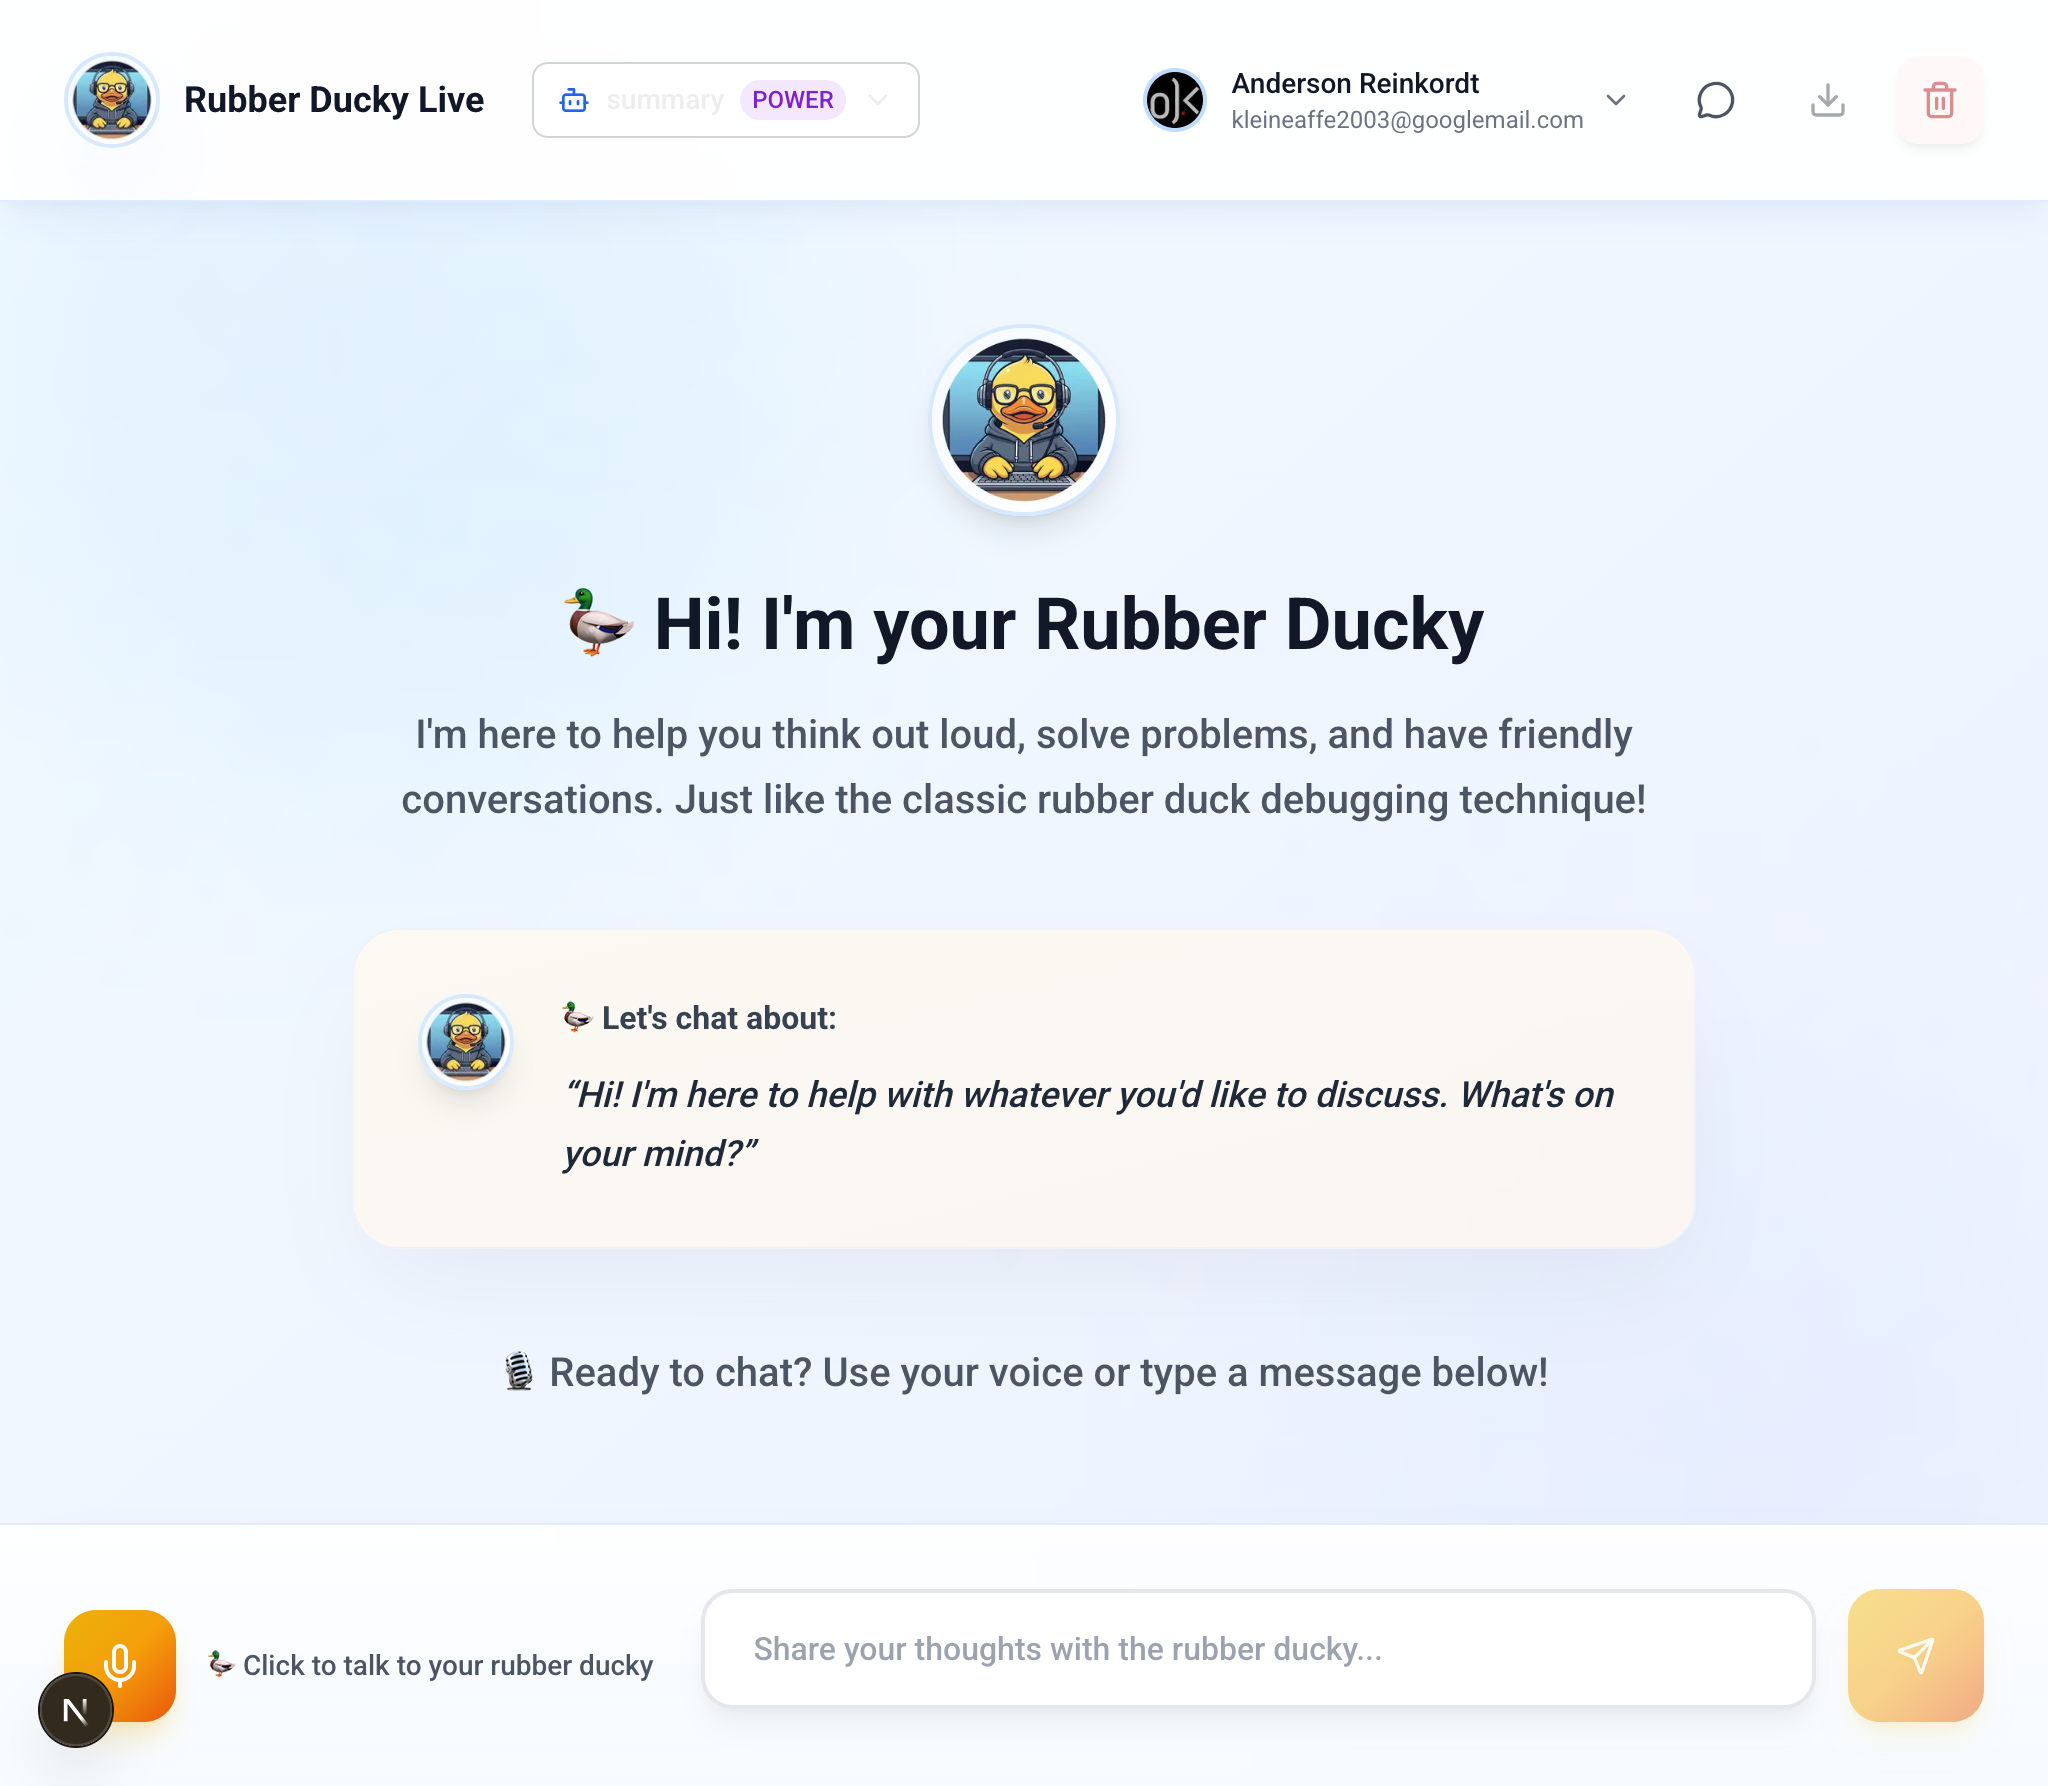 Rubber Ducky Live
summary POWER
Anderson Reinkordt
kleineaffe2003@googlemail.com
Hi! I'm your Rubber Ducky
I'm here to help you think out loud, solve problems, and have friendly
conversations. Just like the classic rubber duck debugging technique!
Let's chat about:
“Hi! I'm here to help with whatever you'd like to discuss. What's on
your mind?”
Ready to chat? Use your voice or type a message below!
Click to talk to your rubber ducky
Share your thoughts with the rubber ducky...
N